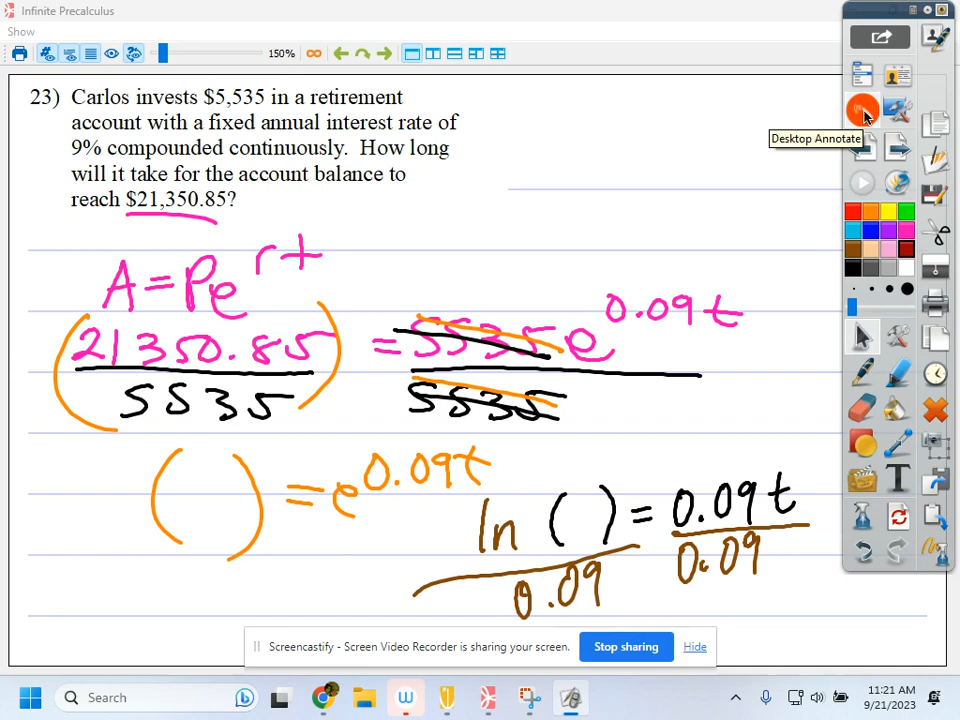 Infinite Precalculus
Show
150%
23) Carlos invests $5,535 in a retirement
account with a fixed annual interest rate of
9% compounded continuously. How long
will it take for the account balance to
reach $21,350.85?
Desktop Annotate
A=Pe^rt
(21350.85 = 5535e^0.09t
5535) 5535
( ) = e^0.09t
ln ( ) = 0.09t
0.09 0.09
Screencastify - Screen Video Recorder is sharing your screen. Stop sharing Hide
Search
11:21 AM
9/21/2023